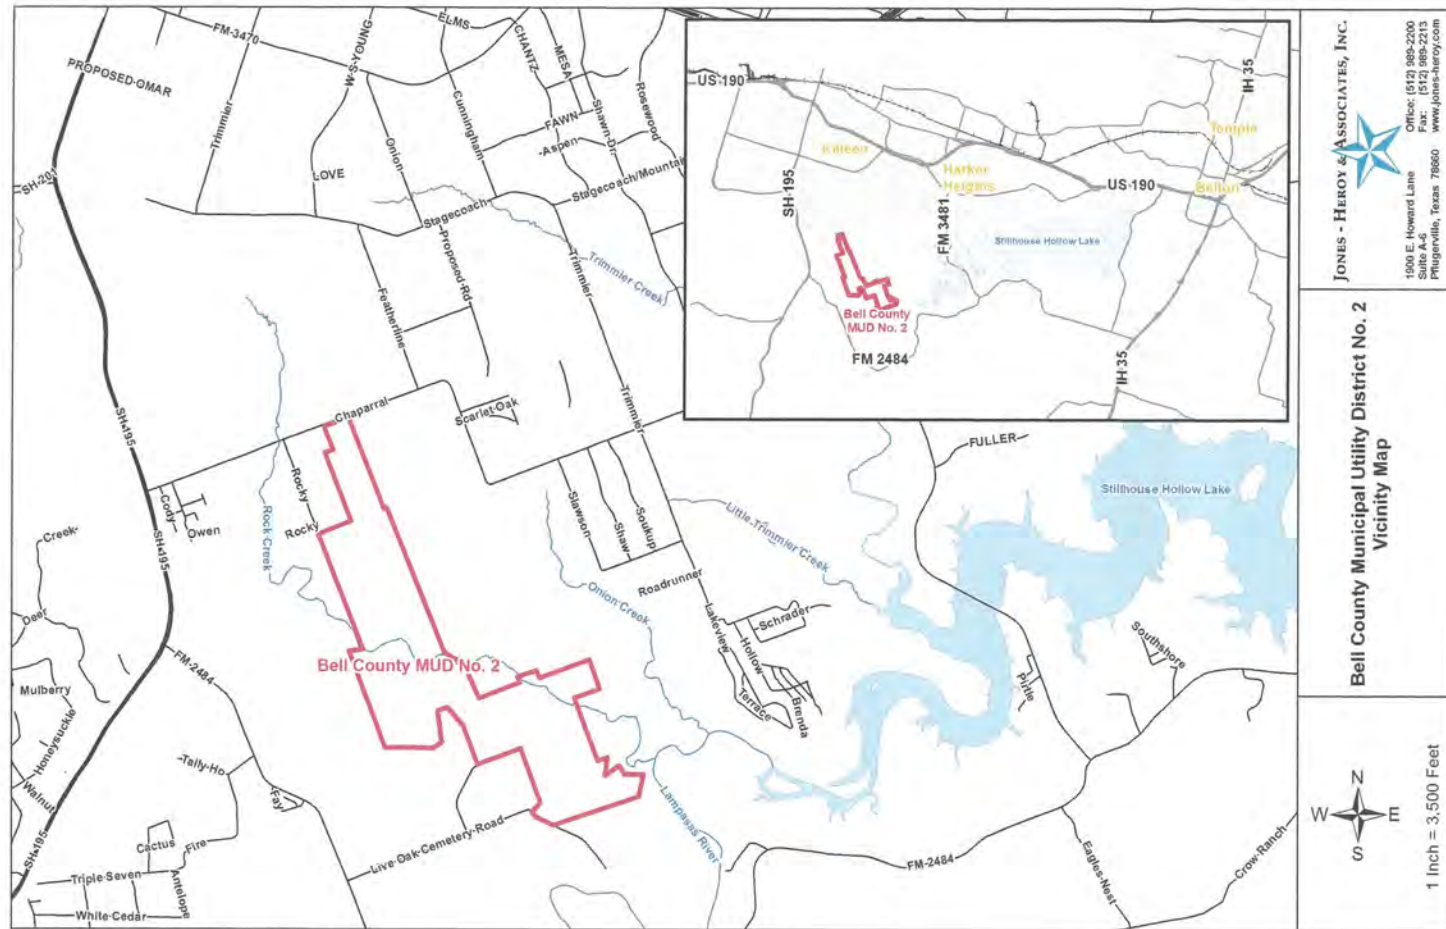 FM-3470
PROPOSED-OMAR
Trimmier
W-S-YOUNG
ELMS
CHANTZ
MESA
Onion
Cunningham
FAWN
Aspen
Shawn-Dr.
Rosewood
SH-201
LOVE
Stagecoach
Stagecoach/Mountain
Trimmier Creek
Proposed-Rd
Featherline
Trimmier
Trimmier
Chaparral
Scarlet-Oak
SH-195
Cody
Owen
Rocky
Rocky
Rock-Creek
SH-195
Creek
Deer
Slawson
Shaw
Soukup
Roadrunner
Onion-Creek
Little-Trimmier Creek
Lakeview
Hollow
Schrader
Terrace
Brenda
Bell County MUD No. 2
FM-2484
Mulberry
Honeysuckle
Walnut
SH-195
Tally-Ho
Fay
Cactus
Fire
Triple-Seven
Antelope
White-Cedar
Live-Oak-Cemetery-Road
Lampasas River
FULLER
Stillhouse Hollow Lake
Southshore
Pirtle
FM-2484
Eagles-Nest
Crow-Ranch
US-190
IH 35
Temple
Killeen
Harker
Heights
US-190
Belton
SH-195
FM 3481
Stillhouse Hollow Lake
Bell County
MUD No. 2
FM 2484
IH 35
JONES - HEROY & ASSOCIATES, INC.
1900 E. Howard Lane
Suite A-6
Pflugerville, Texas 78660
Office: (512) 989-2200
Fax: (512) 989-2213
www.jones-heroy.com
Bell County Municipal Utility District No. 2
Vicinity Map
N
W
E
S
1 Inch = 3,500 Feet